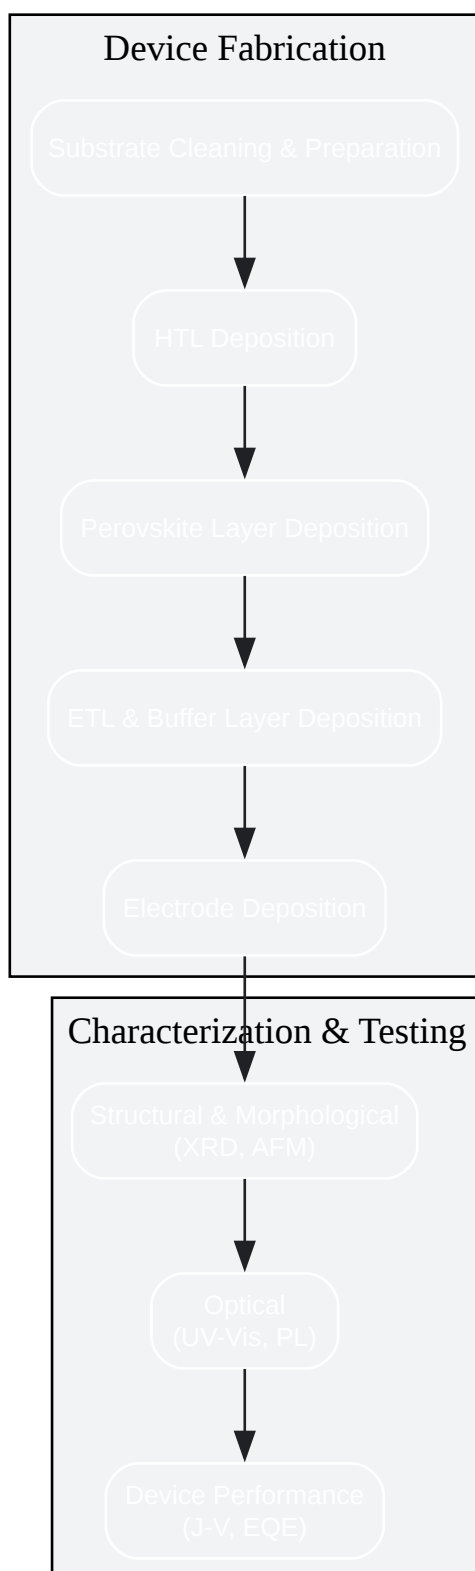 Device Fabrication
Substrate Cleaning & Preparation
HTL Deposition
Perovskite Layer Deposition
ETL & Buffer Layer Deposition
Electrode Deposition
Characterization & Testing
Structural & Morphological
(XRD, AFM)
Optical
(UV-Vis, PL)
Device Performance
(J-V, EQE)